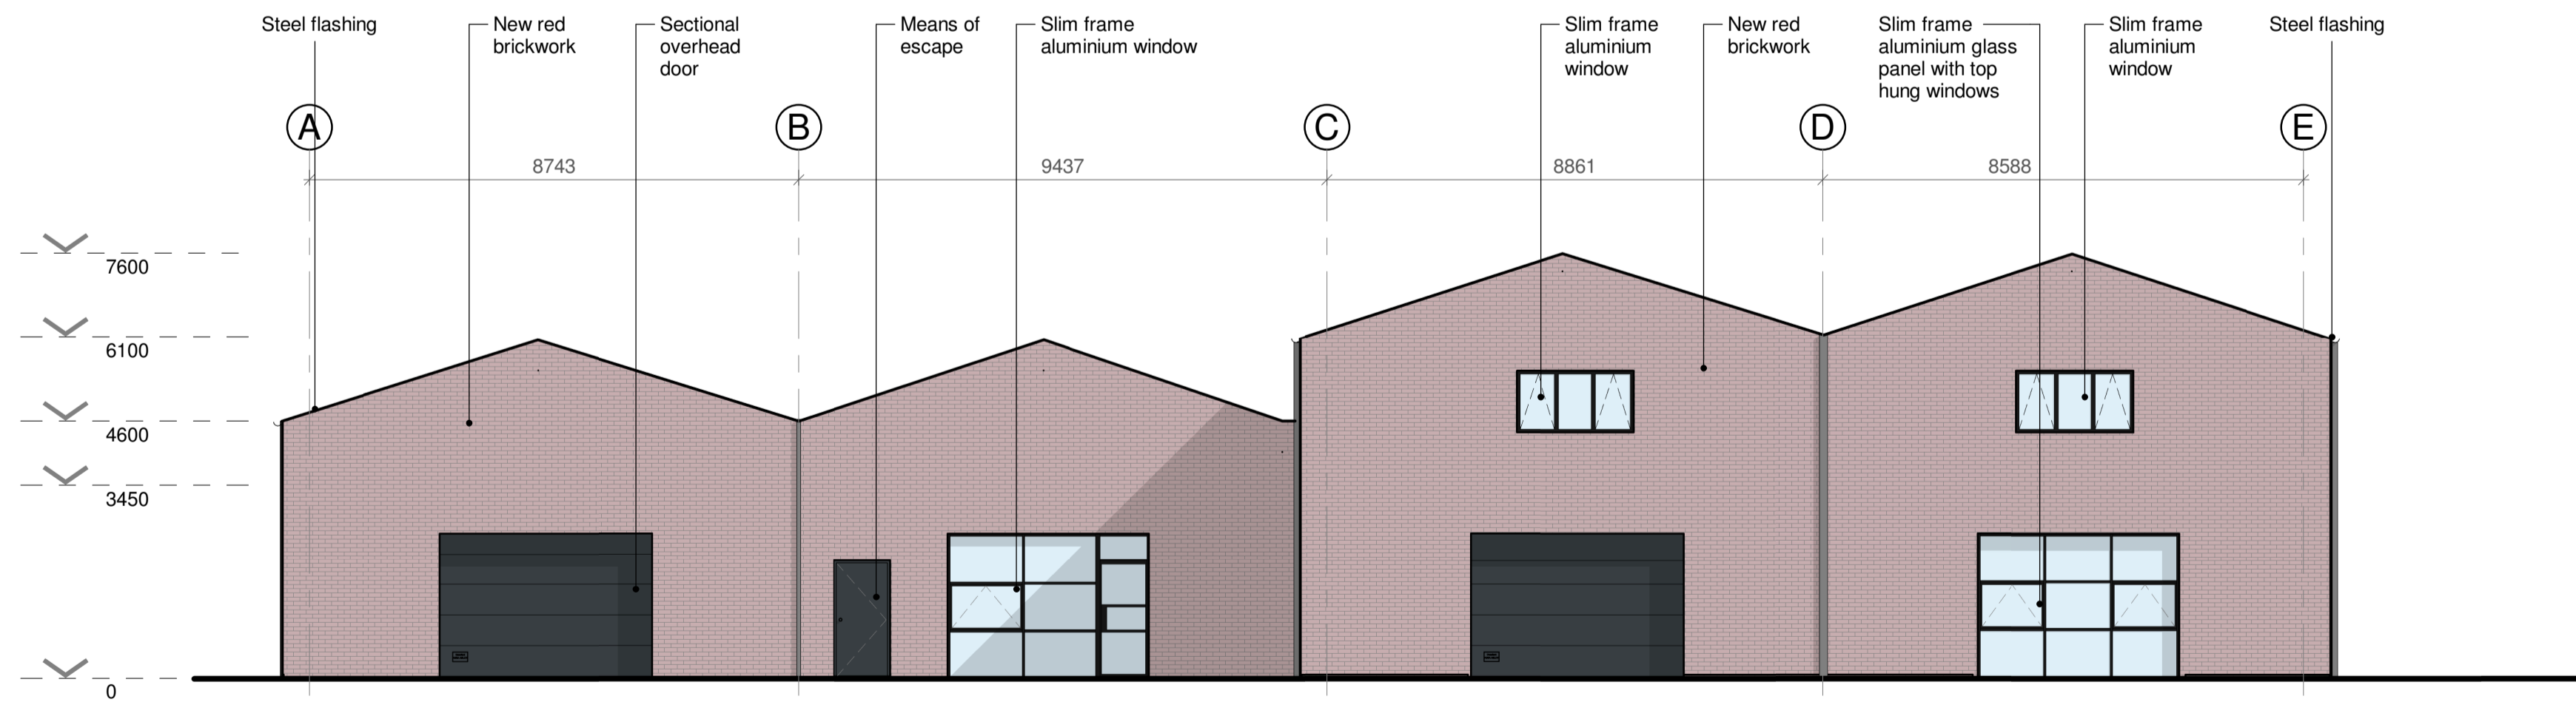 Steel flashing
New red
brickwork
Sectional
overhead
door
Means of
escape
Slim frame
aluminium window
Slim frame
aluminium
window
New red
brickwork
Slim frame
aluminium glass
panel with top
hung windows
Slim frame
aluminium
window
Steel flashing
A
B
C
D
E
8743
9437
8861
8588
7600
6100
4600
3450
0